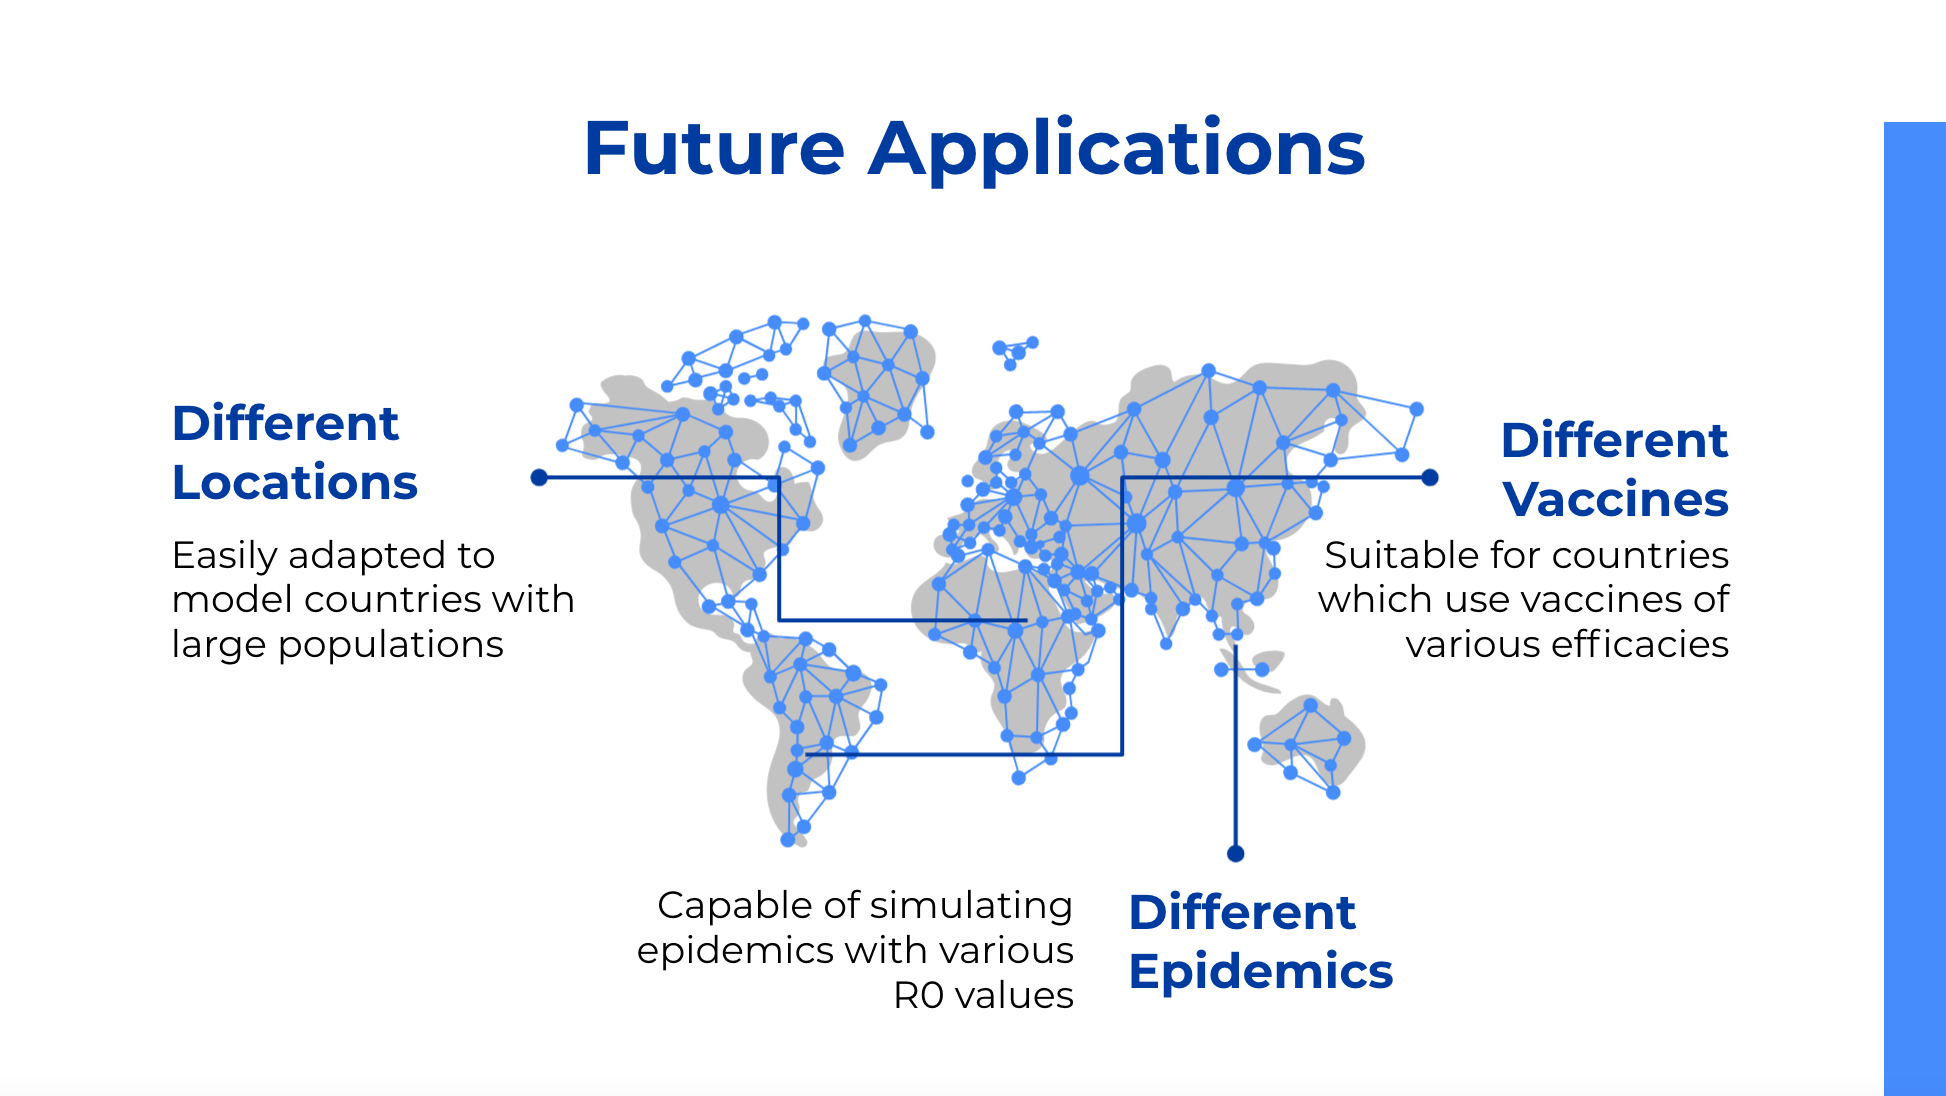 Future Applications
Different
Locations
Easily adapted to
model countries with
large populations
Different
Vaccines
Suitable for countries
which use vaccines of
various efficacies
Capable of simulating
epidemics with various
R0 values
Different
Epidemics